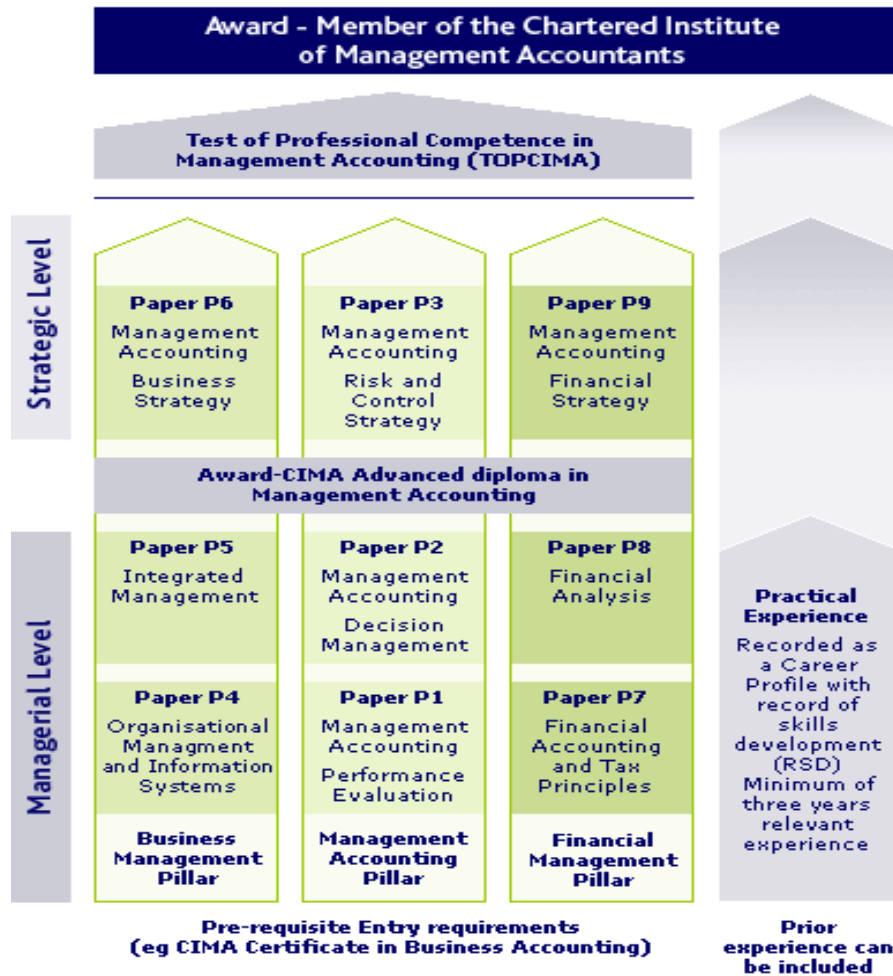 Award - Member of the Chartered Institute
of Management Accountants
Test of Professional Competence in
Management Accounting (TOPCIMA)
Strategic Level
Paper P6
Management
Accounting
Business
Strategy
Paper P3
Management
Accounting
Risk and
Control
Strategy
Paper P9
Management
Accounting
Financial
Strategy
Award-CIMA Advanced diploma in
Management Accounting
Managerial Level
Paper P5
Integrated
Management
Paper P2
Management
Accounting
Decision
Management
Paper P8
Financial
Analysis
Paper P4
Organisational
Managment
and Information
Systems
Paper P1
Management
Accounting
Performance
Evaluation
Paper P7
Financial
Accounting
and Tax
Principles
Business
Management
Pillar
Management
Accounting
Pillar
Financial
Management
Pillar
Practical
Experience
Recorded as
a Career
Profile with
record of
skills
development
(RSD)
Minimum of
three years
relevant
experience
Pre-requisite Entry requirements
(eg CIMA Certificate in Business Accounting)
Prior
experience can
be included